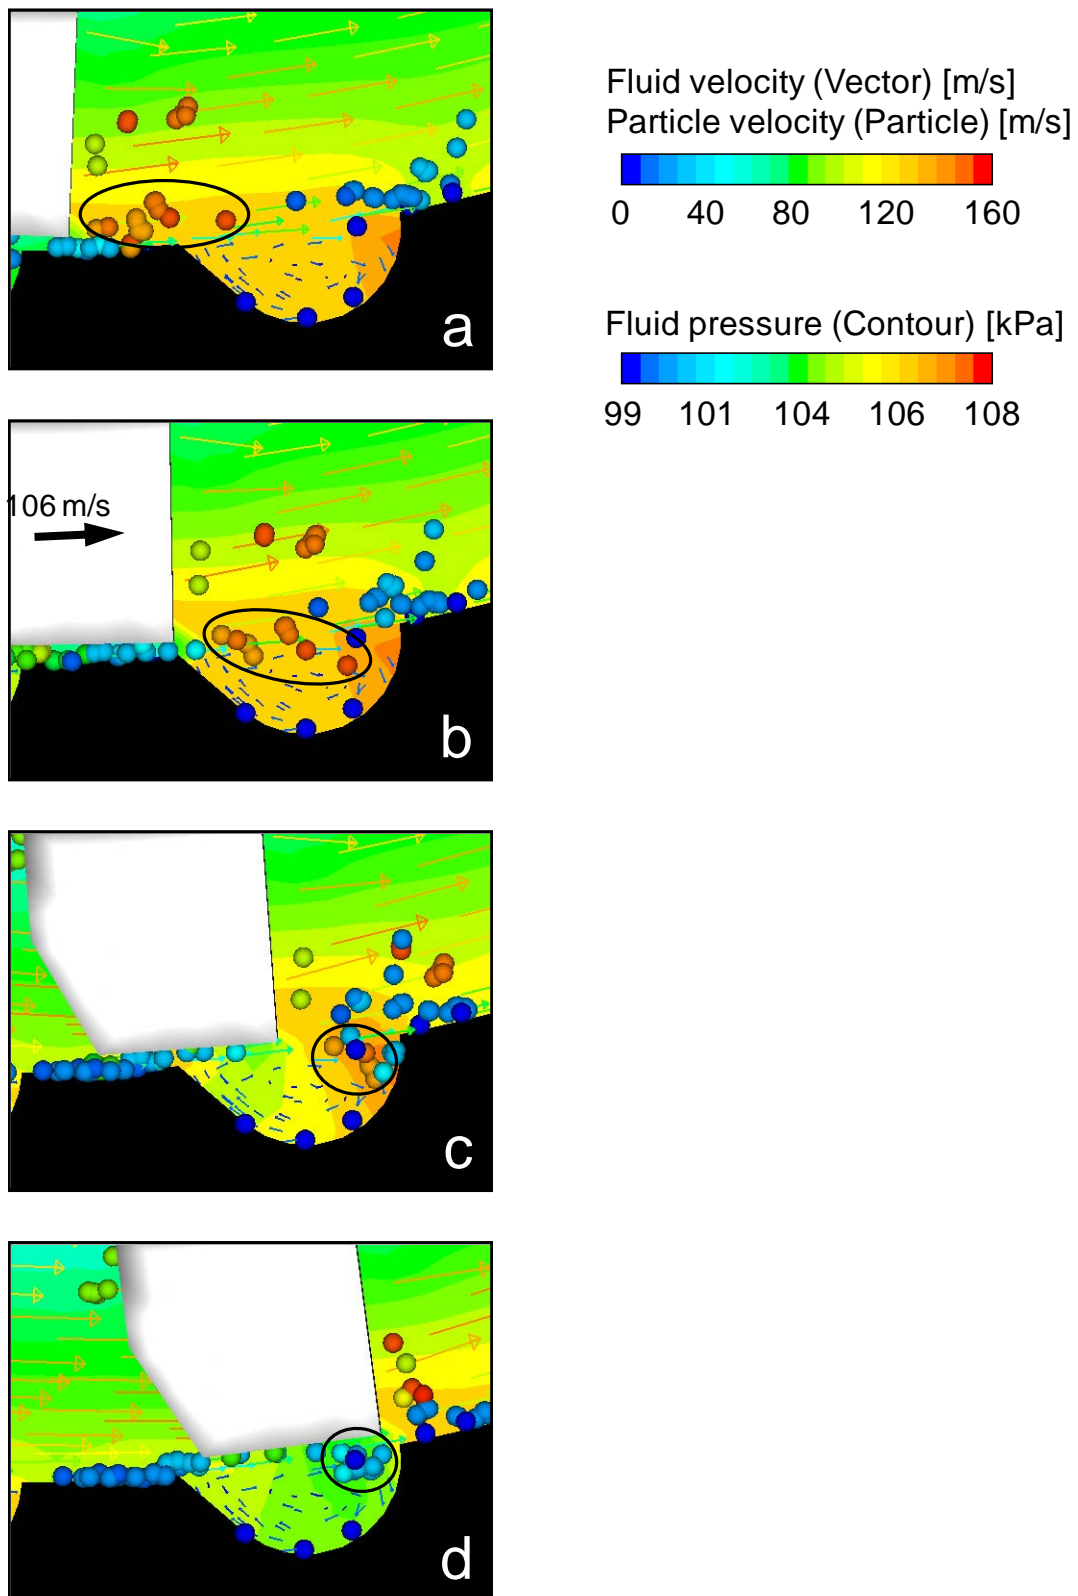 Fluid velocity (Vector) [m/s]
Particle velocity (Particle) [m/s]
0 40 80 120 160
Fluid pressure (Contour) [kPa]
99 101 104 106 108
a
106 m/s
b
c
d